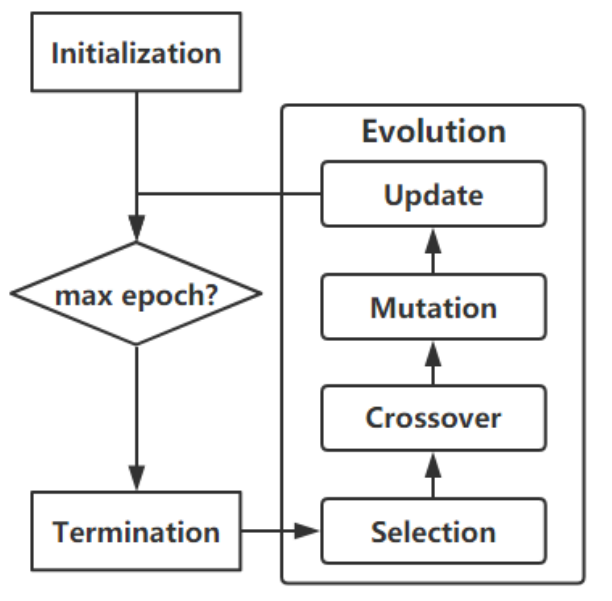 Initialization
Evolution
Update
max epoch?
Mutation
Crossover
Termination
Selection